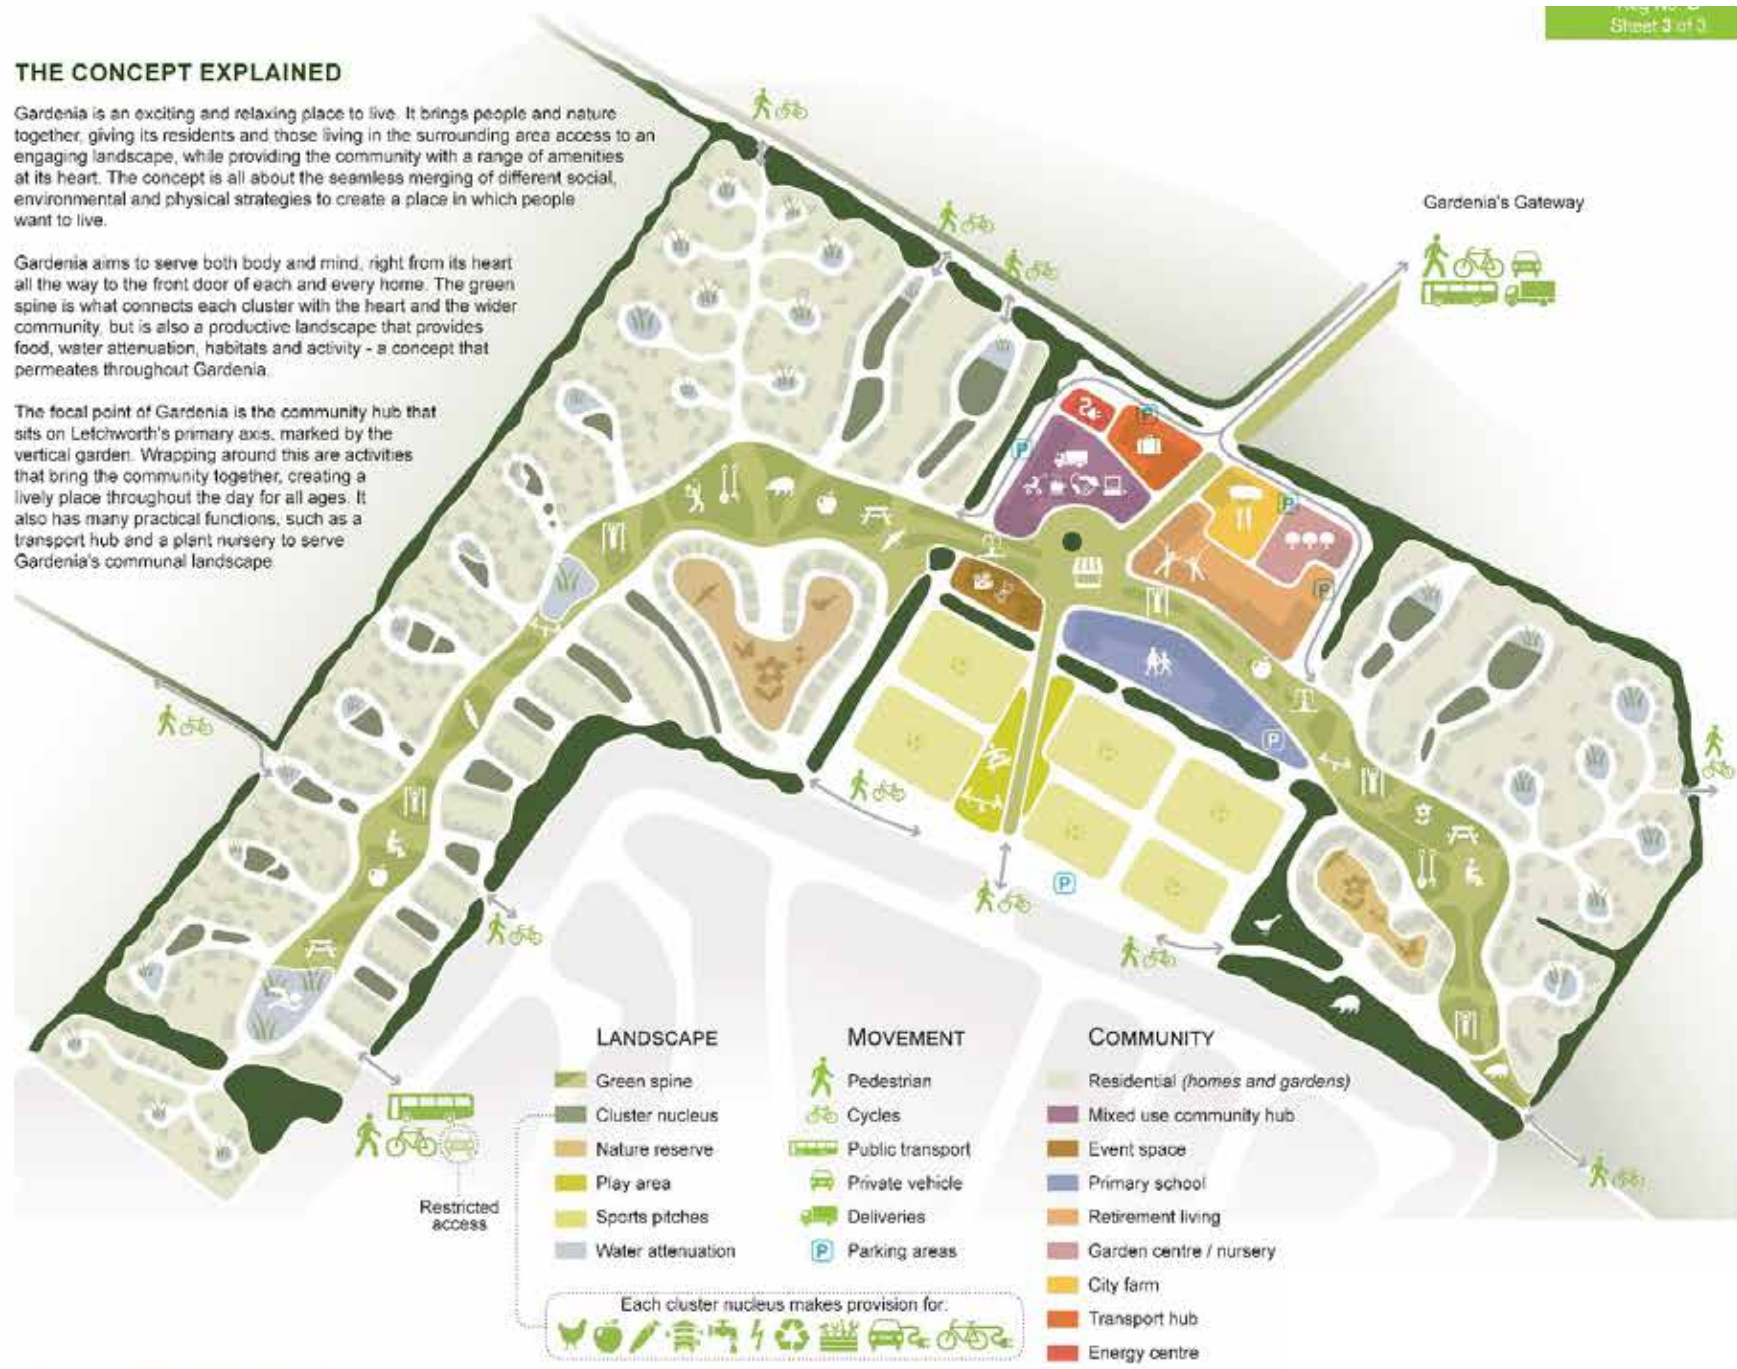 Sheet 3 of 3
THE CONCEPT EXPLAINED
Gardenia is an exciting and relaxing place to live. It brings people and nature
together, giving its residents and those living in the surrounding area access to an
engaging landscape, while providing the community with a range of amenities
at its heart. The concept is all about the seamless merging of different social,
environmental and physical strategies to create a place in which people
want to live.
Gardenia aims to serve both body and mind, right from its heart
all the way to the front door of each and every home. The green
spine is what connects each cluster with the heart and the wider
community, but is also a productive landscape that provides
food, water attenuation, habitats and activity - a concept that
permeates throughout Gardenia.
The focal point of Gardenia is the community hub that
sits on Letchworth's primary axis, marked by the
vertical garden. Wrapping around this are activities
that bring the community together, creating a
lively place throughout the day for all ages. It
also has many practical functions, such as a
transport hub and a plant nursery to serve
Gardenia's communal landscape.
Gardenia's Gateway
P
P
P
P
P
P
Restricted
access
LANDSCAPE
Green spine
Cluster nucleus
Nature reserve
Play area
Sports pitches
Water attenuation
MOVEMENT
Pedestrian
Cycles
Public transport
Private vehicle
Deliveries
P Parking areas
COMMUNITY
Residential (homes and gardens)
Mixed use community hub
Event space
Primary school
Retirement living
Garden centre / nursery
City farm
Transport hub
Energy centre
Each cluster nucleus makes provision for: